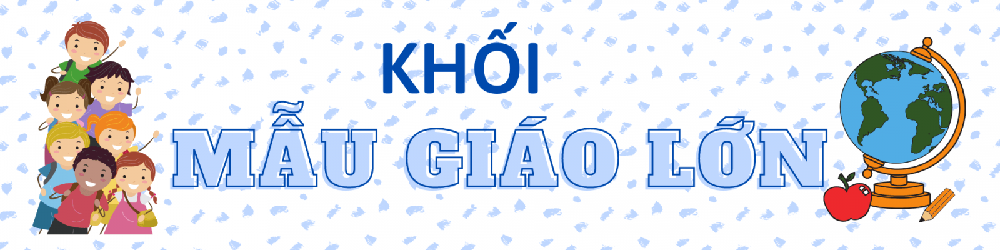 KHỐI
MẪU GIÁO LỚN